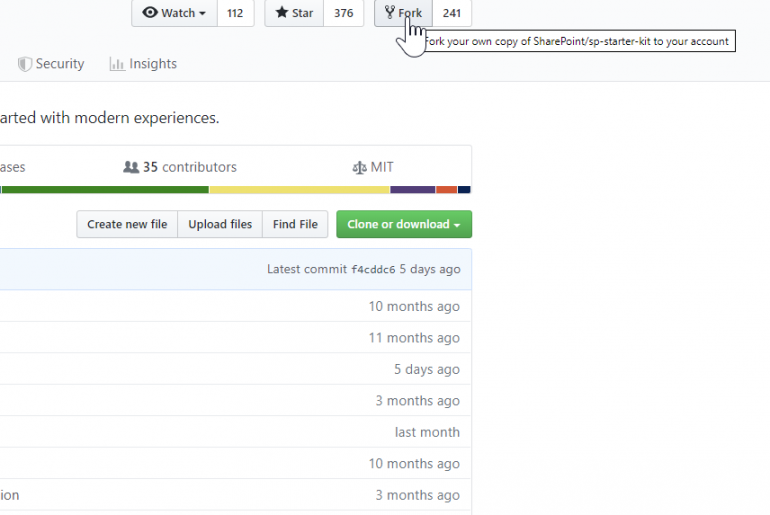 Watch 112 Star 376 Fork 241
Fork your own copy of SharePoint/sp-starter-kit to your account
Security Insights
arted with modern experiences.
ases 35 contributors MIT
Create new file Upload files Find File Clone or download
Latest commit f4cddc6 5 days ago
10 months ago
11 months ago
5 days ago
3 months ago
last month
10 months ago
ion 3 months ago